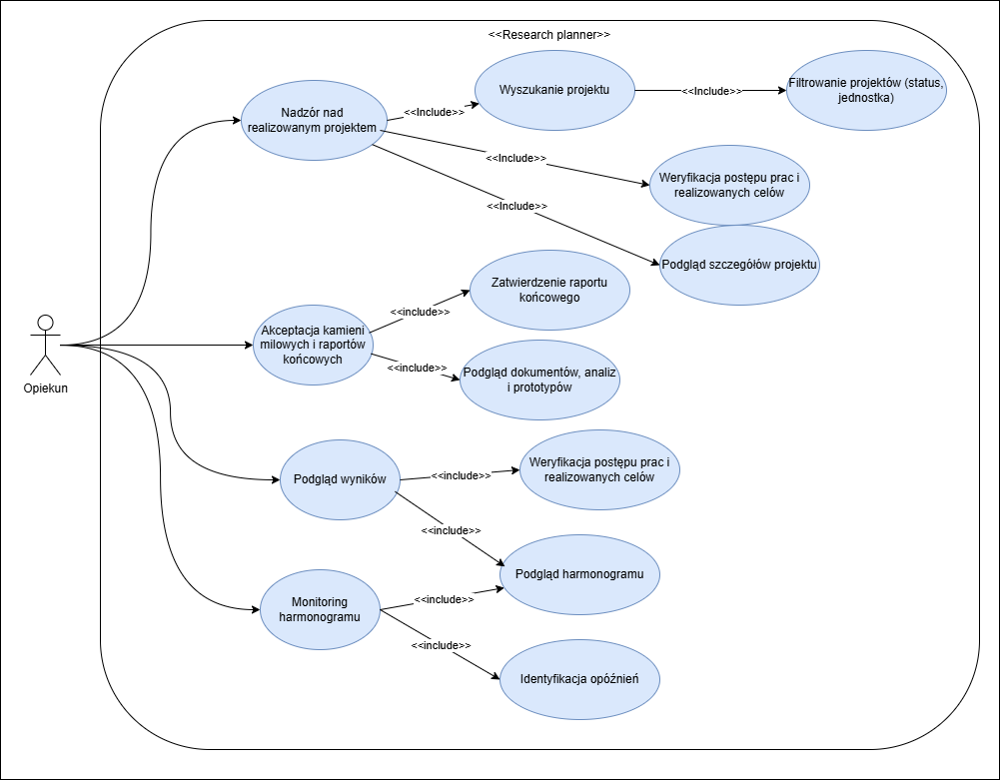 <<Research planner>>
Nadzór nad
realizowanym projektem
<<Include>>
Wyszukanie projektu
<<Include>>
Filtrowanie projektów (status,
jednostka)
<<Include>>
Weryfikacja postępu prac i
realizowanych celów
<<Include>>
Podgląd szczegółów projektu
Opiekun
Akceptacja kamieni
milowych i raportów
końcowych
<<include>>
Zatwierdzenie raportu
końcowego
<<include>>
Podgląd dokumentów, analiz
i prototypów
Podgląd wyników
<<include>>
Weryfikacja postępu prac i
realizowanych celów
<<include>>
Podgląd harmonogramu
Monitoring
harmonogramu
<<include>>
<<include>>
Identyfikacja opóźnień